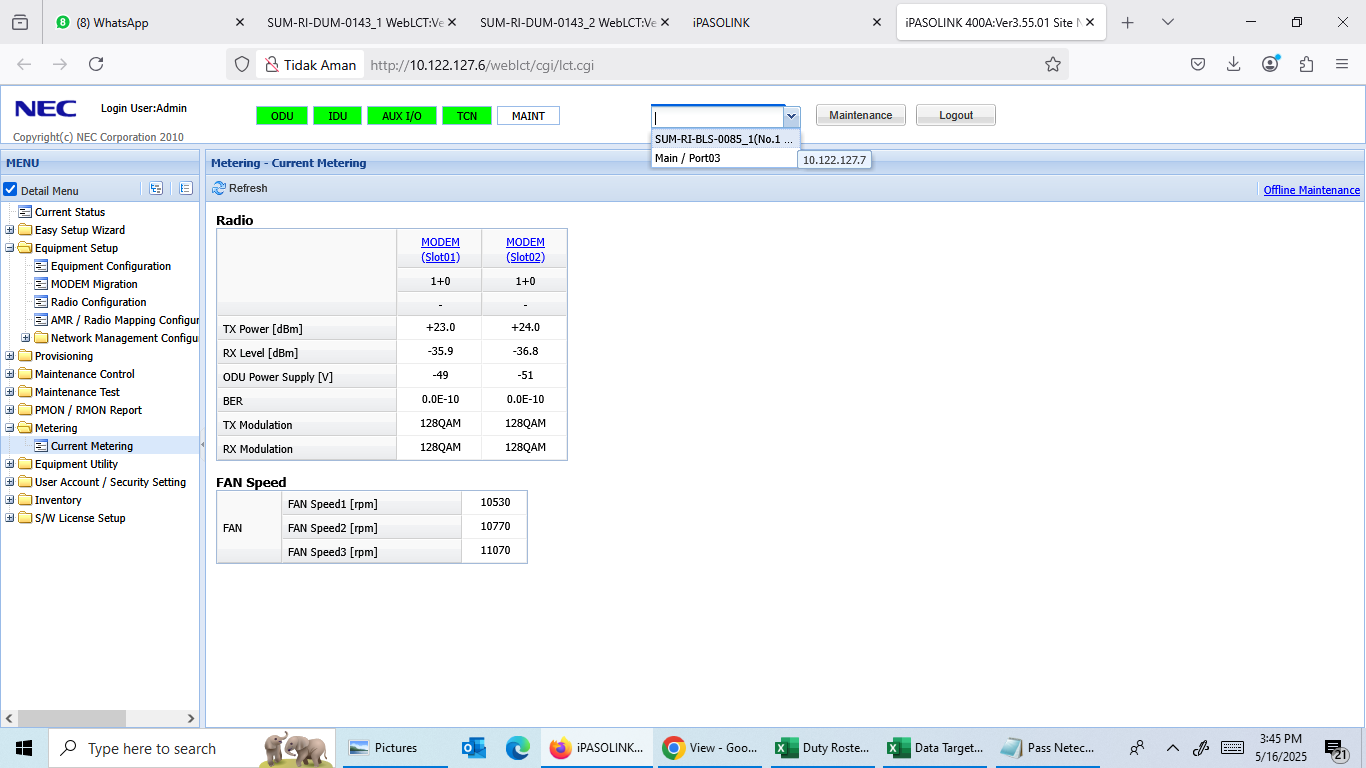 (8) WhatsApp
SUM-RI-DUM-0143_1 WebLCT:Ve
SUM-RI-DUM-0143_2 WebLCT:Ve
iPASOLINK
iPASOLINK 400A:Ver3.55.01 Site N
Tidak Aman
http://10.122.127.6/weblct/cgi/lct.cgi
NEC
Login User:Admin
ODU
IDU
AUX I/O
TCN
MAINT
Maintenance
Logout
Copyright(c) NEC Corporation 2010
SUM-RI-BLS-0085_1(No.1 ...
Main / Port03
10.122.127.7
MENU
Metering - Current Metering
Detail Menu
Refresh
Offline Maintenance
Current Status
Easy Setup Wizard
Equipment Setup
Equipment Configuration
MODEM Migration
Radio Configuration
AMR / Radio Mapping Configur
Network Management Configu
Provisioning
Maintenance Control
Maintenance Test
PMON / RMON Report
Metering
Current Metering
Equipment Utility
User Account / Security Setting
Inventory
S/W License Setup
Radio
MODEM (Slot01)
MODEM (Slot02)
1+0 1+0
- -
TX Power [dBm] +23.0 +24.0
RX Level [dBm] -35.9 -36.8
ODU Power Supply [V] -49 -51
BER 0.0E-10 0.0E-10
TX Modulation 128QAM 128QAM
RX Modulation 128QAM 128QAM
FAN Speed
FAN
FAN Speed1 [rpm] 10530
FAN Speed2 [rpm] 10770
FAN Speed3 [rpm] 11070
Type here to search
Pictures
iPASOLINK...
View - Goo...
Duty Roste...
Data Target...
Pass Netec...
3:45 PM
5/16/2025
21